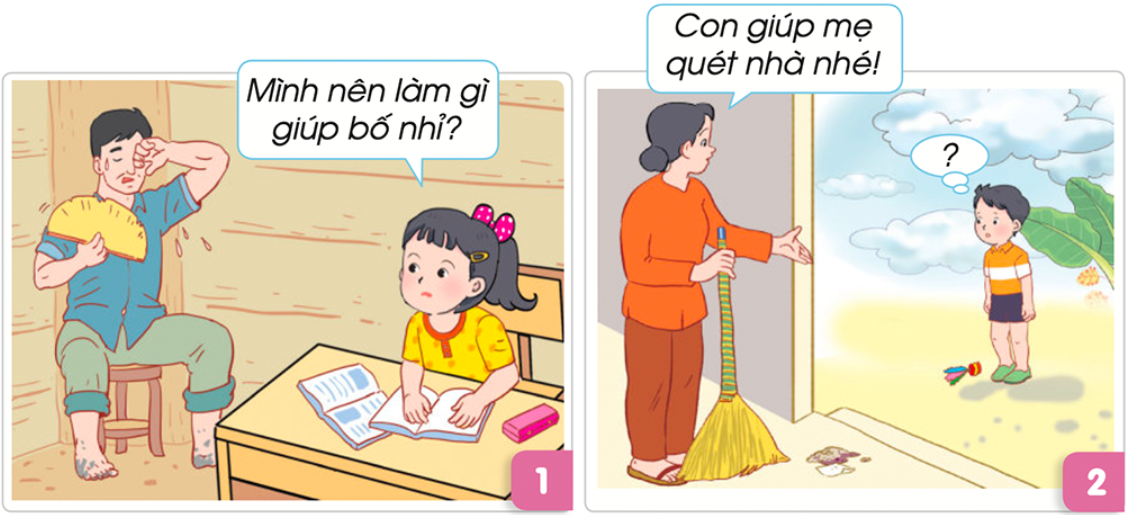 Mình nên làm gì
giúp bố nhỉ?
1
Con giúp mẹ
quét nhà nhé!
?
2